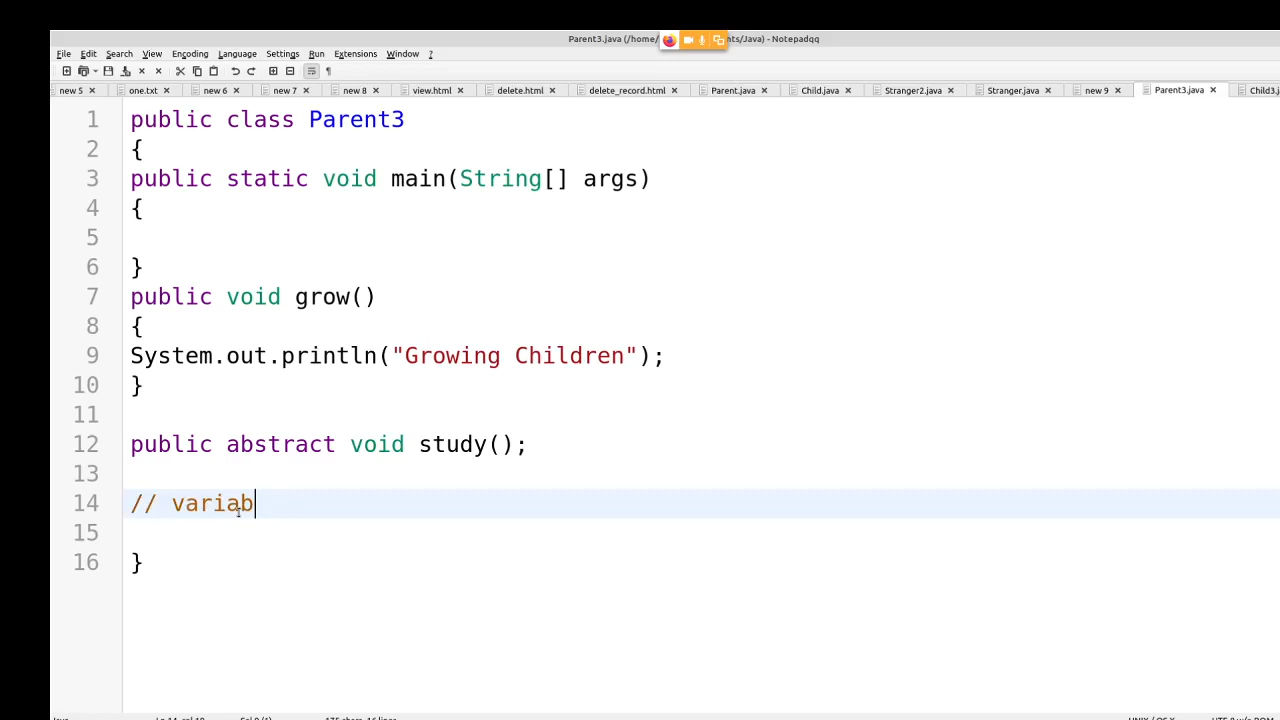 Parent3.java (/home/ nts/Java) - Notepadqq
File Edit Search View Encoding Language Settings Run Extensions Window ?
new 5 one.txt new 6 new 7 new 8 view.html delete.html delete_record.html Parent.java Child.java Stranger2.java Stranger.java new 9 Parent3.java Child3.j
1 public class Parent3
2 {
3 public static void main(String[] args)
4 {
5
6 }
7 public void grow()
8 {
9 System.out.println("Growing Children");
10 }
11
12 public abstract void study();
13
14 // variab
15
16 }